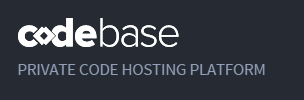 codebase
PRIVATE CODE HOSTING PLATFORM